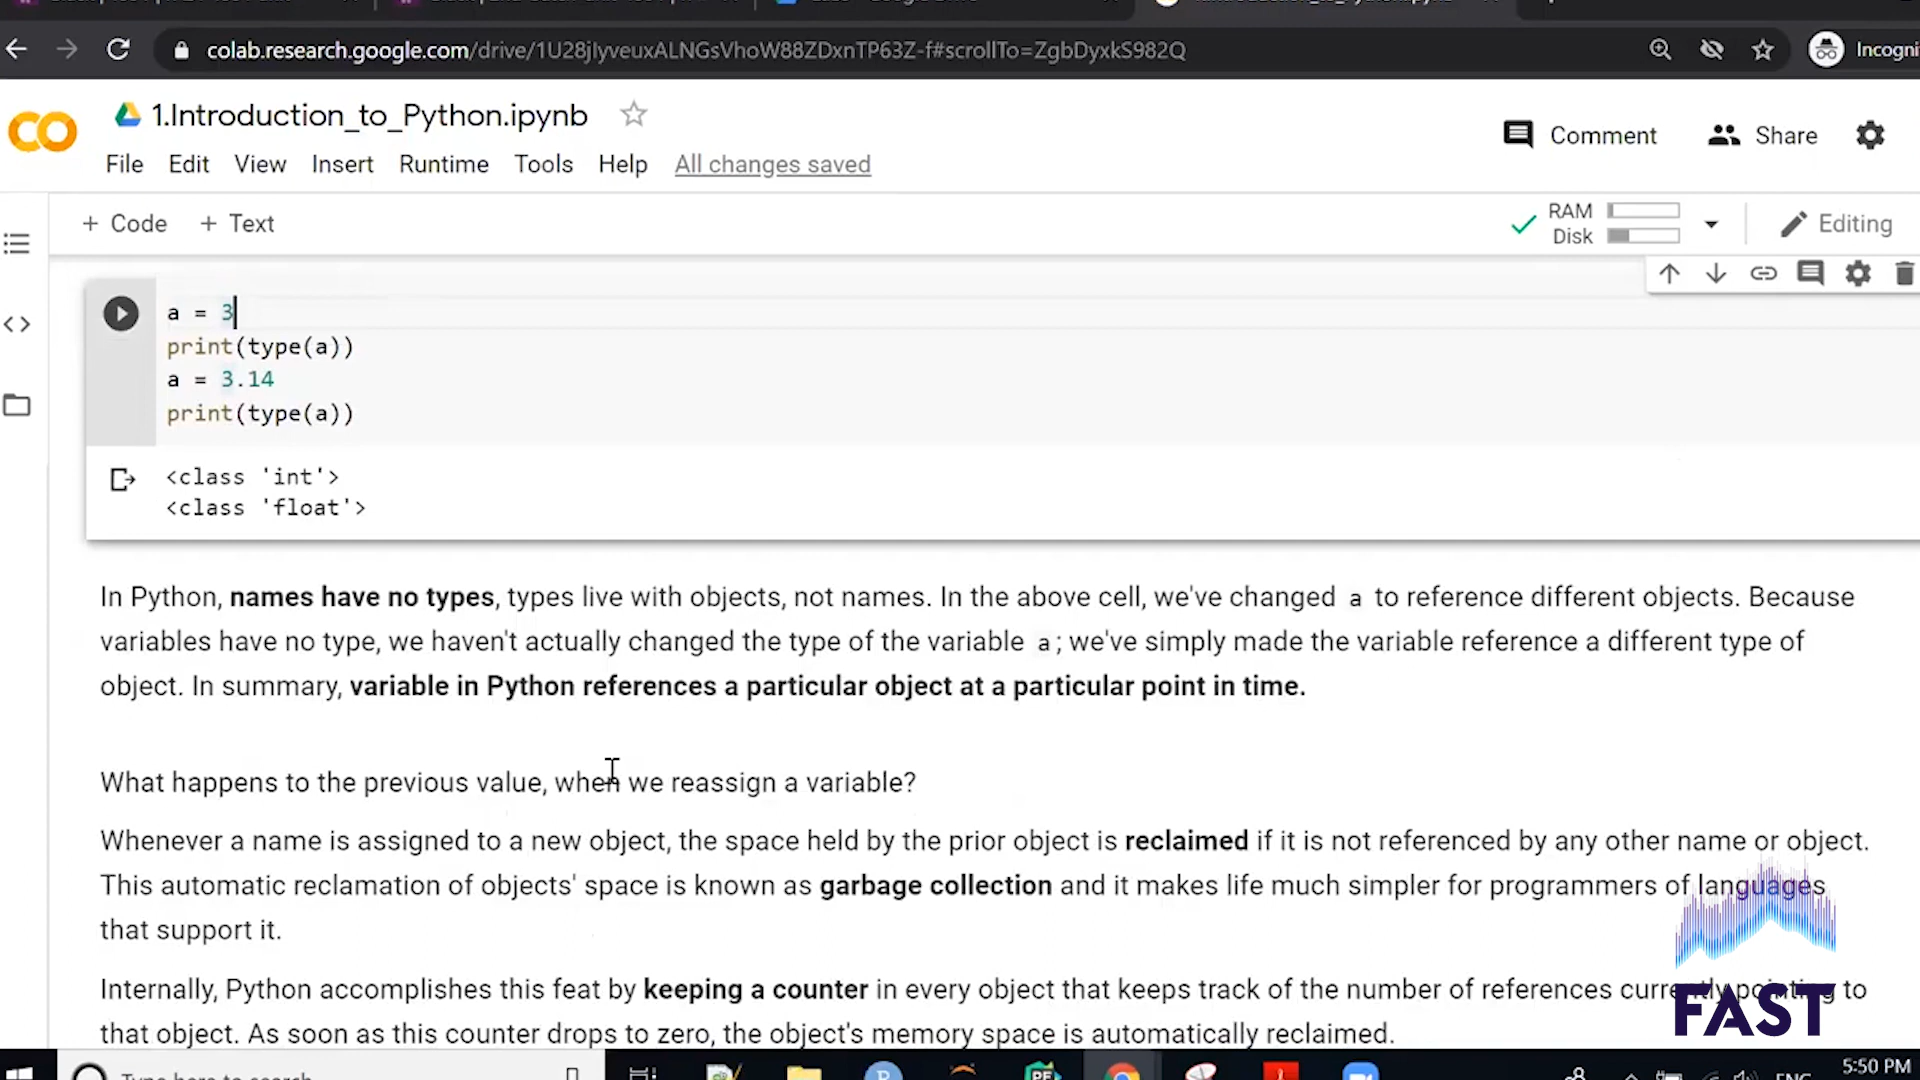 colab.research.google.com/drive/1U28jIyveuxALNGsVhoW88ZDxnTP63Z-f#scrollTo=ZgbDyxkS982Q
1.Introduction_to_Python.ipynb
Comment Share
File Edit View Insert Runtime Tools Help All changes saved
+ Code + Text
RAM
Disk
Editing
a = 3
print(type(a))
a = 3.14
print(type(a))
<class 'int'>
<class 'float'>
In Python, names have no types, types live with objects, not names. In the above cell, we've changed a to reference different objects. Because
variables have no type, we haven't actually changed the type of the variable a; we've simply made the variable reference a different type of
object. In summary, variable in Python references a particular object at a particular point in time.
What happens to the previous value, when we reassign a variable?
Whenever a name is assigned to a new object, the space held by the prior object is reclaimed if it is not referenced by any other name or object.
This automatic reclamation of objects' space is known as garbage collection and it makes life much simpler for programmers of languages
that support it.
Internally, Python accomplishes this feat by keeping a counter in every object that keeps track of the number of references currently pointing to
that object. As soon as this counter drops to zero, the object's memory space is automatically reclaimed.
FAST
5:50 PM